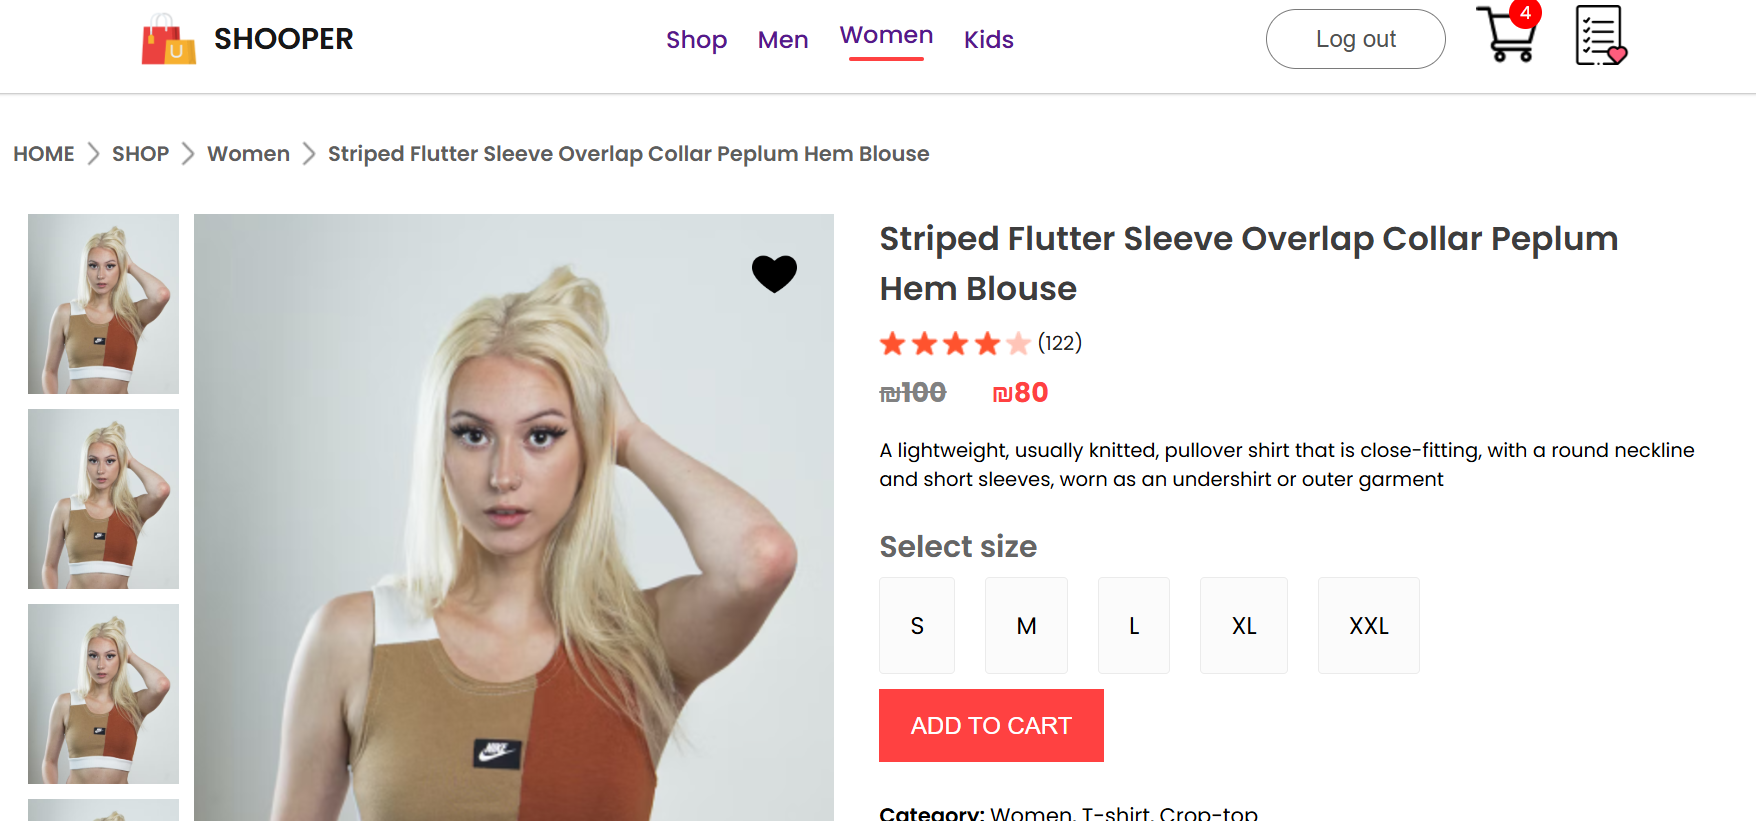 SHOOPER
Shop Men Women Kids
Log out
4
HOME SHOP Women Striped Flutter Sleeve Overlap Collar Peplum Hem Blouse
Striped Flutter Sleeve Overlap Collar Peplum
Hem Blouse
(122)
₪100 ₪80
A lightweight, usually knitted, pullover shirt that is close-fitting, with a round neckline
and short sleeves, worn as an undershirt or outer garment
Select size
S M L XL XXL
ADD TO CART
Category: Women, T-shirt, Crop-top
NIKE
U